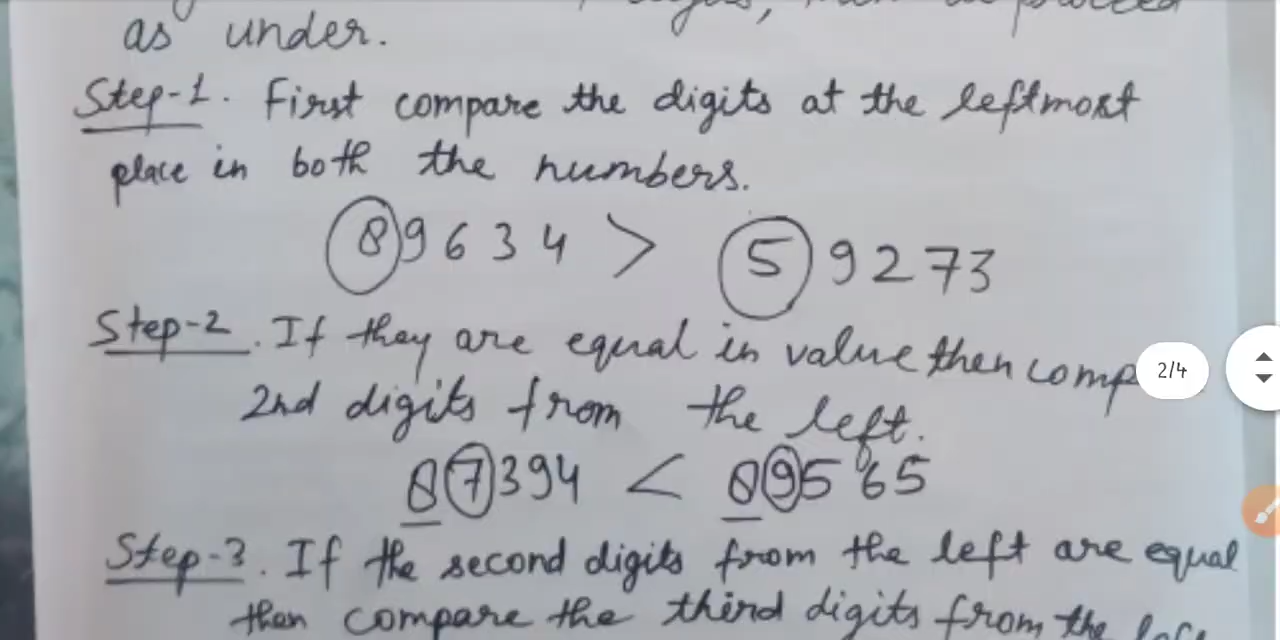 as under.
Step-1. First compare the digits at the leftmost
place in both the numbers.
89634 > 59273
Step-2. If they are equal in value then comp
2/4
2nd digits from the left.
87394 < 89565
Step-3. If the second digits from the left are equal
then compare the third digits from the left